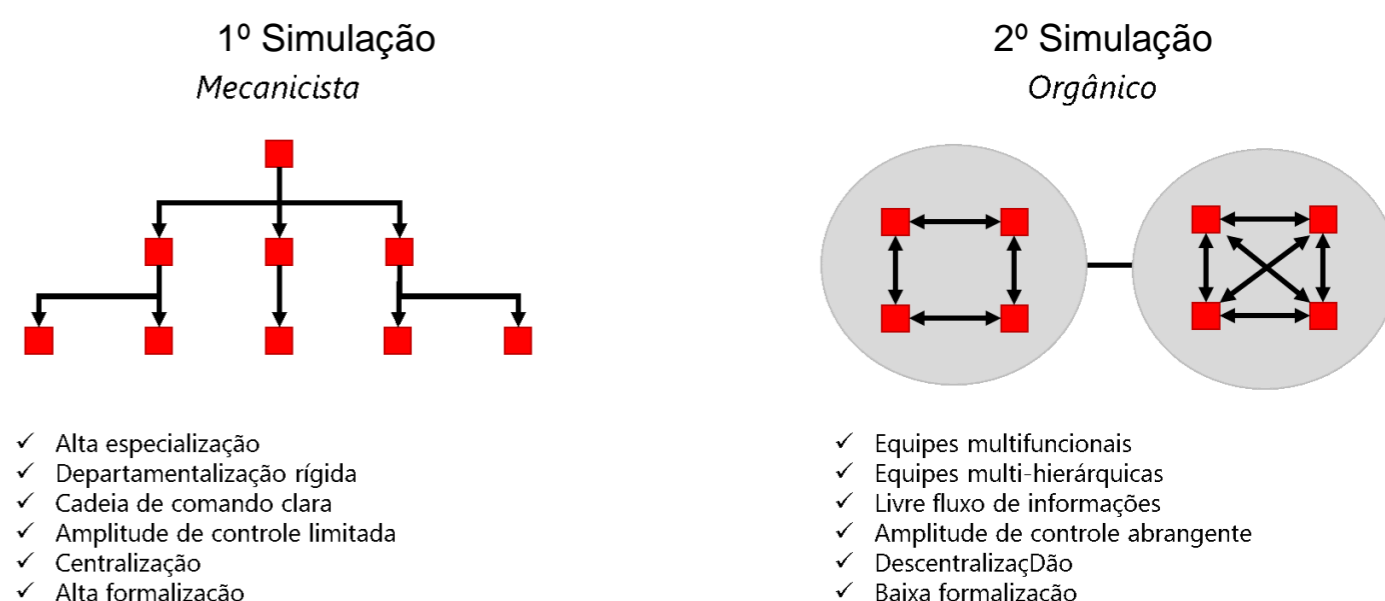 1º Simulação
Mecanicista
✓ Alta especialização
✓ Departamentalização rígida
✓ Cadeia de comando clara
✓ Amplitude de controle limitada
✓ Centralização
✓ Alta formalização
2º Simulação
Orgânico
✓ Equipes multifuncionais
✓ Equipes multi-hierárquicas
✓ Livre fluxo de informações
✓ Amplitude de controle abrangente
✓ DescentralizaçDão
✓ Baixa formalização